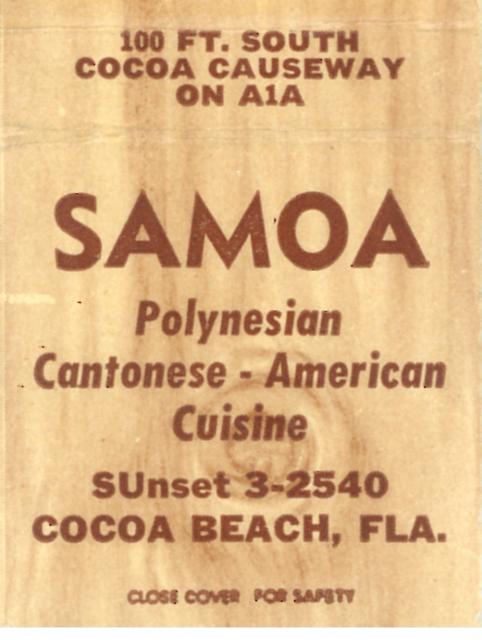 100 FT. SOUTH
COCOA CAUSEWAY
ON A1A
SAMOA
Polynesian
Cantonese - American
Cuisine
SUnset 3-2540
COCOA BEACH, FLA.
CLOSE COVER FOR SAFETY